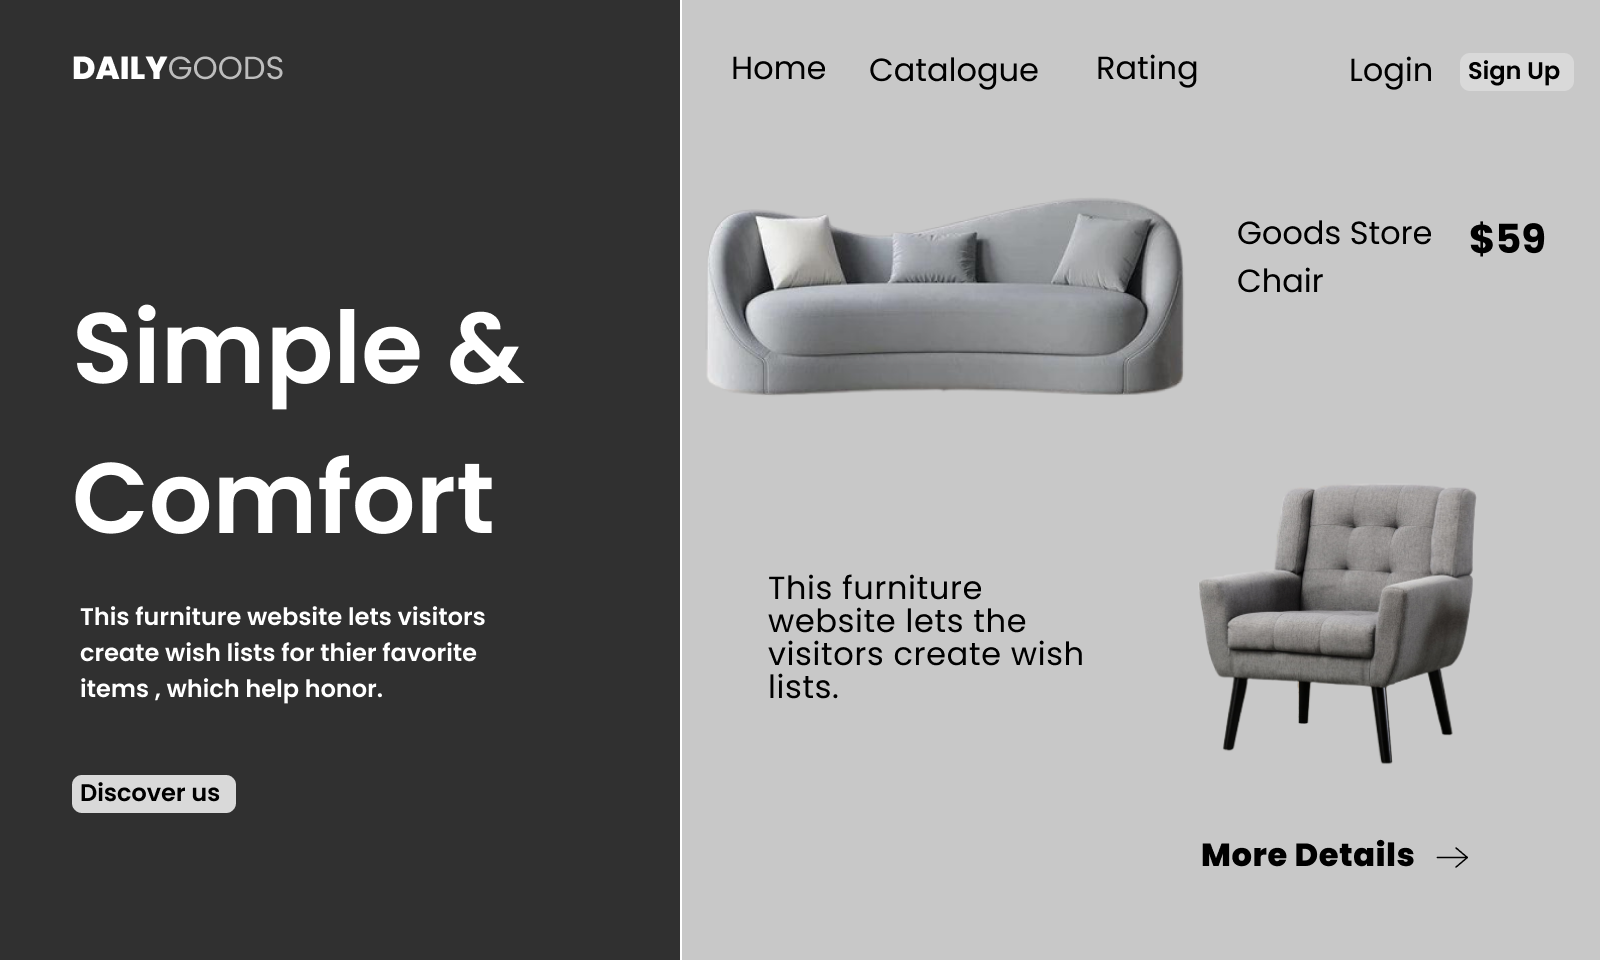 DAILYGOODS
Home
Catalogue
Rating
Login
Sign Up
Simple &
Comfort
This furniture website lets visitors
create wish lists for thier favorite
items , which help honor.
Discover us
Goods Store
Chair
$59
This furniture
website lets the
visitors create wish
lists.
More Details